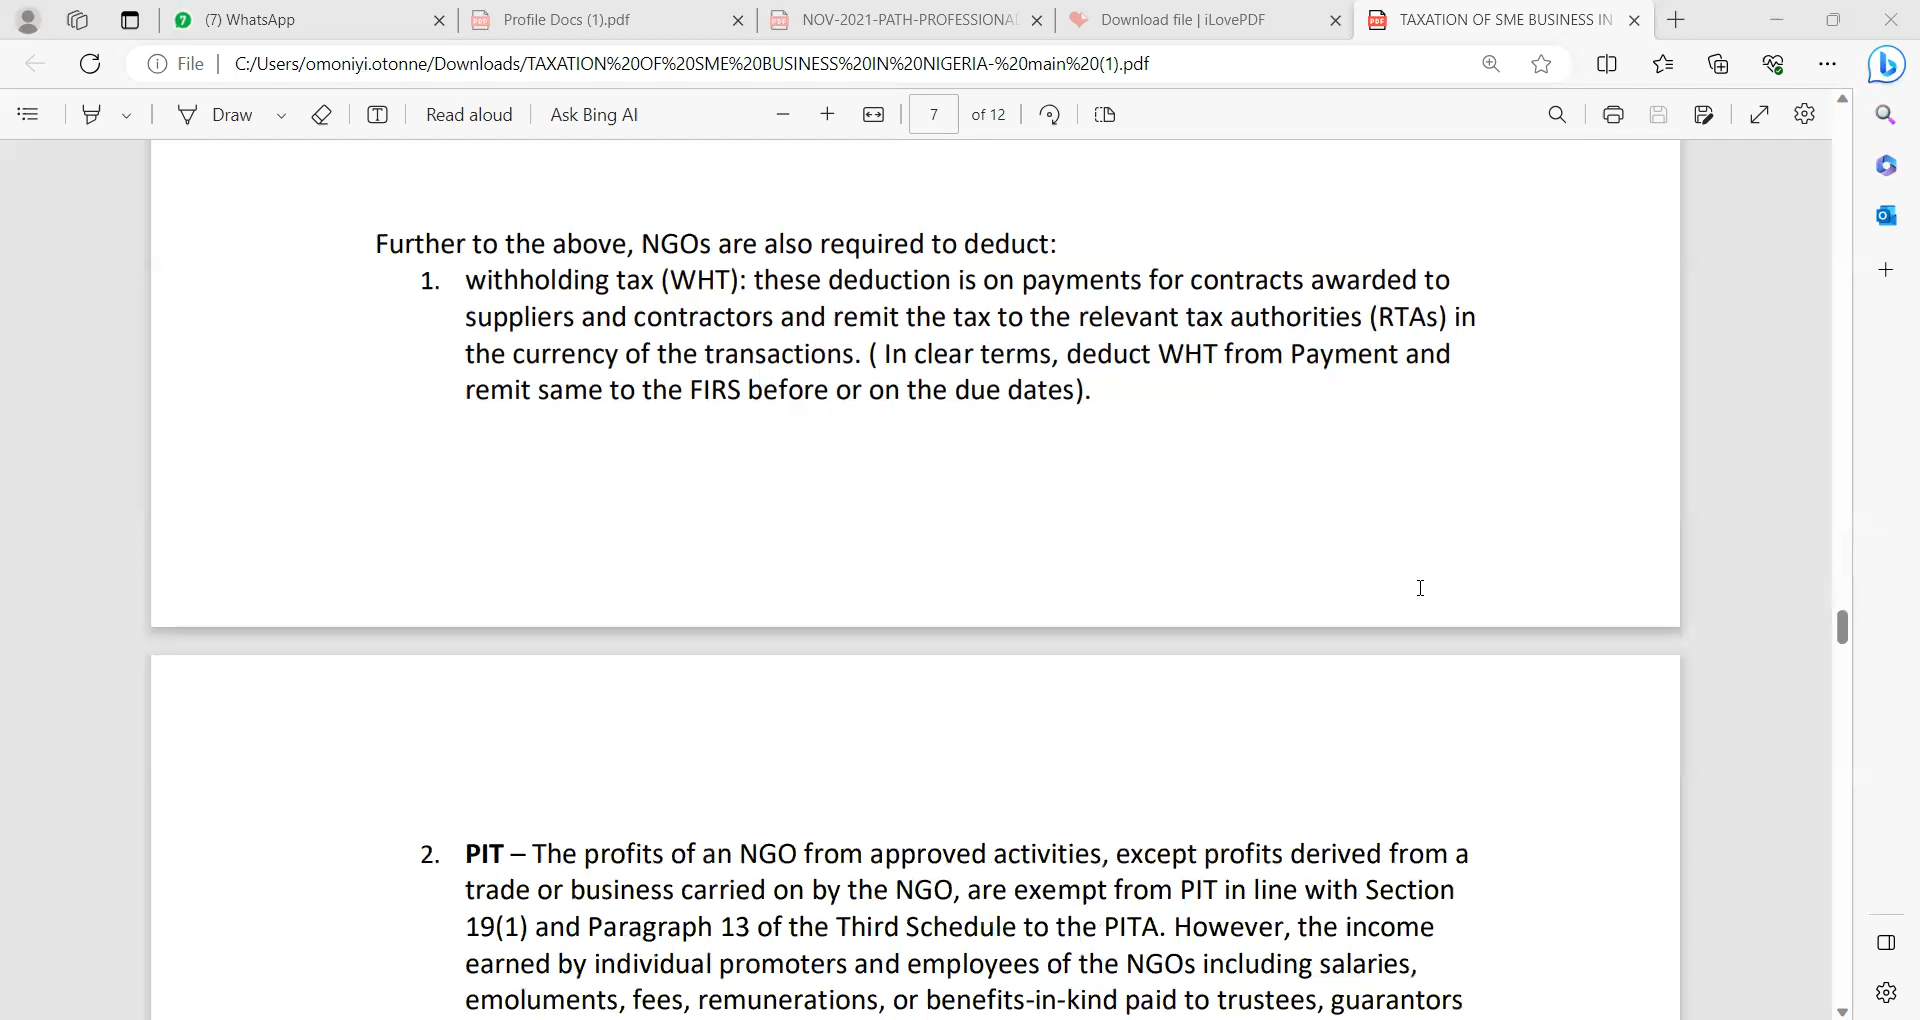 (7) WhatsApp
Profile Docs (1).pdf
NOV-2021-PATH-PROFESSIONAL
Download file | iLovePDF
TAXATION OF SME BUSINESS IN
File
C:/Users/omoniyi.otonne/Downloads/TAXATION%20OF%20SME%20BUSINESS%20IN%20NIGERIA-%20main%20(1).pdf
Draw
Read aloud
Ask Bing AI
7
of 12
Further to the above, NGOs are also required to deduct:
1. withholding tax (WHT): these deduction is on payments for contracts awarded to
suppliers and contractors and remit the tax to the relevant tax authorities (RTAs) in
the currency of the transactions. ( In clear terms, deduct WHT from Payment and
remit same to the FIRS before or on the due dates).
2. PIT – The profits of an NGO from approved activities, except profits derived from a
trade or business carried on by the NGO, are exempt from PIT in line with Section
19(1) and Paragraph 13 of the Third Schedule to the PITA. However, the income
earned by individual promoters and employees of the NGOs including salaries,
emoluments, fees, remunerations, or benefits-in-kind paid to trustees, guarantors